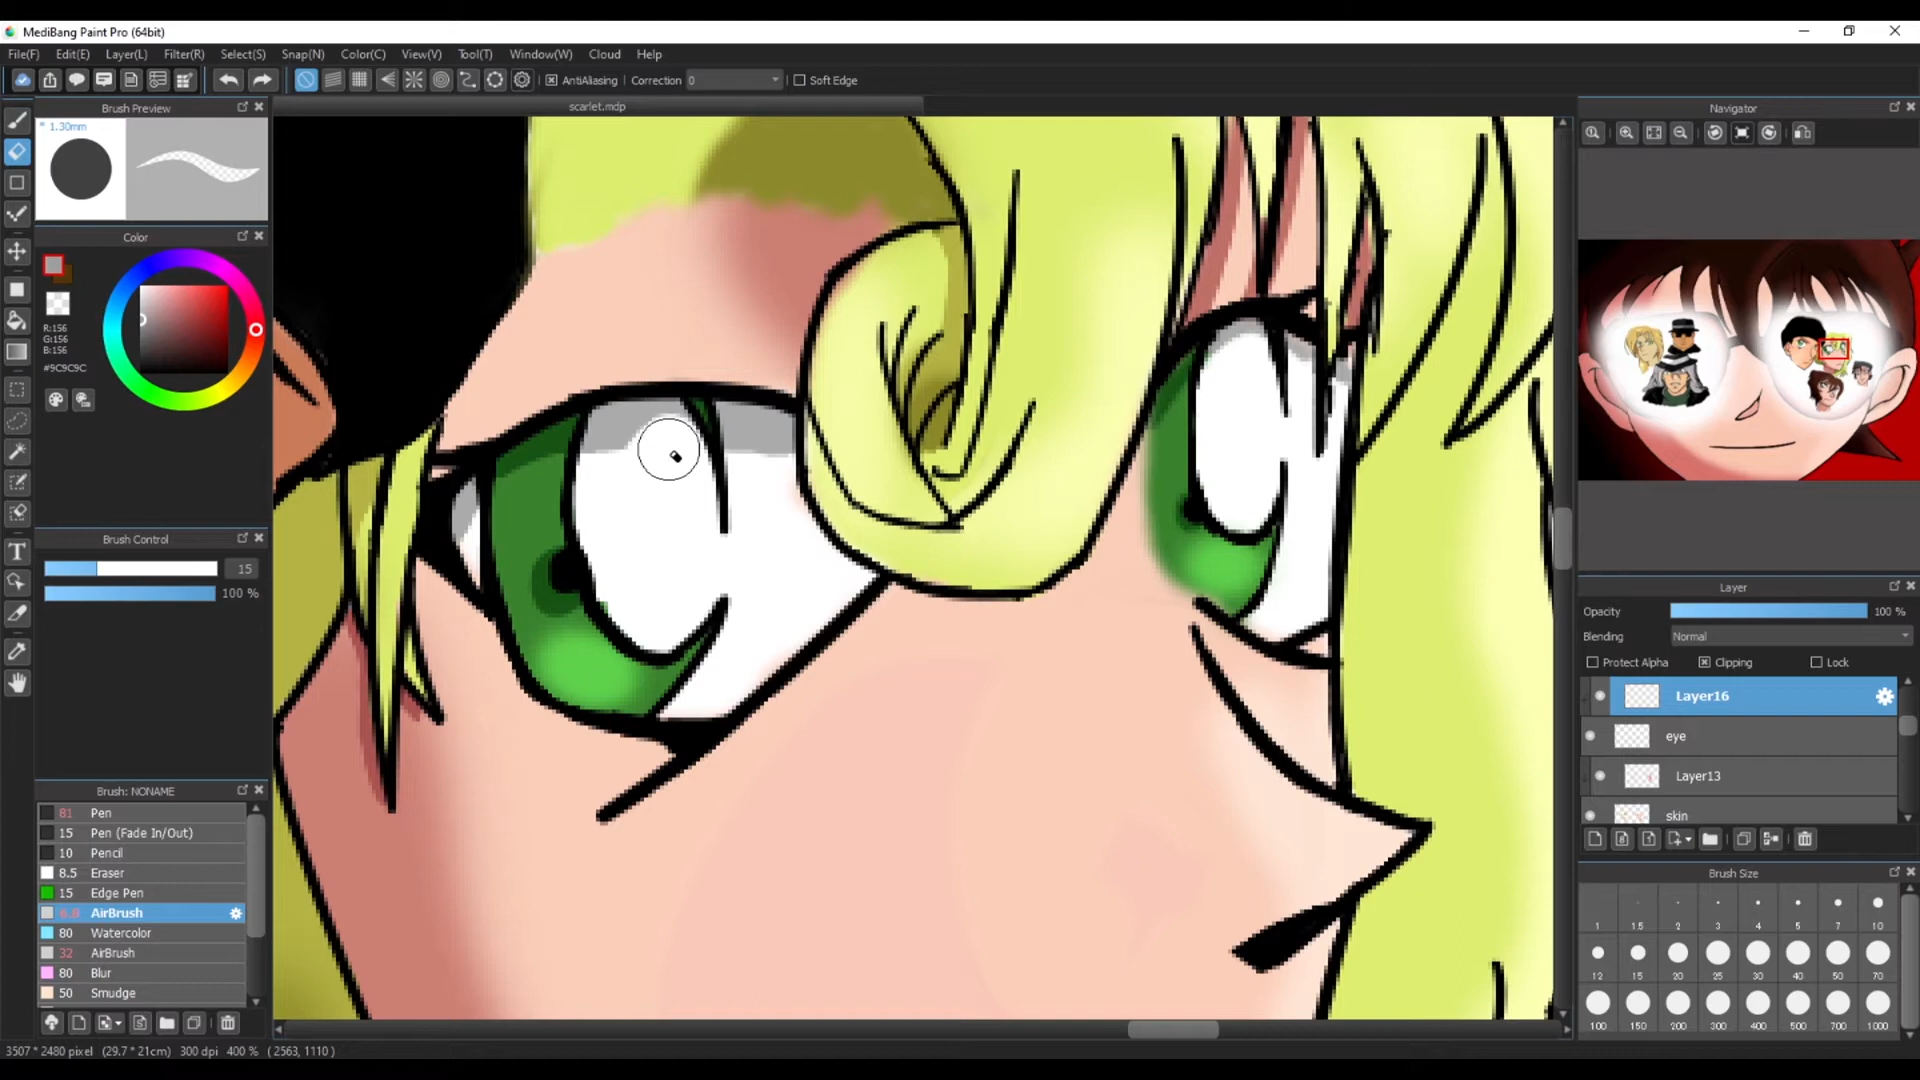 MediBang Paint Pro (64bit)
File(F) Edit(E) Layer(L) Filter(R) Select(S) Snap(N) Color(C) View(V) Tool(T) Window(W) Cloud Help
AntiAliasing Correction 0 Soft Edge
scarlet.mdp
Brush Preview
* 1.30mm
Color
R:156
G:156
B:156
#9C9C9C
Brush Control
15
100 %
Brush: NONAME
81 Pen
15 Pen (Fade In/Out)
10 Pencil
8.5 Eraser
15 Edge Pen
6.0 AirBrush
80 Watercolor
32 AirBrush
80 Blur
50 Smudge
Navigator
Layer
Opacity 100 %
Blending Normal
Protect Alpha Clipping Lock
Layer16
eye
Layer13
skin
Brush Size
1 1.5 2 3 4 5 7 10
12 15 20 25 30 40 50 70
100 150 200 300 400 500 700 1000
3507 * 2480 pixel (29.7 * 21cm) 300 dpi 400 % ( 2563, 1110 )